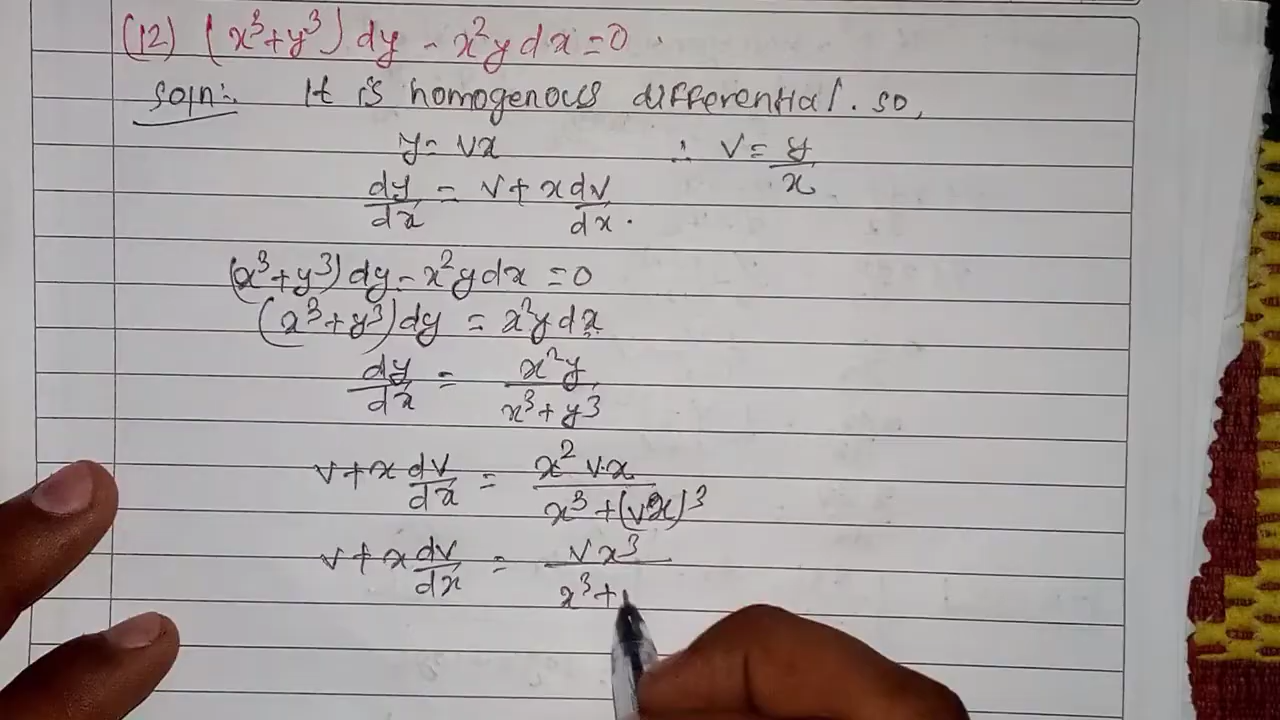 (12) (x³+y³) dy - x²y dx = 0.
Soln:. It is homogenous differential. so,
y = vx ∴ v = y/x
dy/dx = v + x dv/dx.
(x³+y³) dy - x²y dx = 0
(x³+y³) dy = x²y dx
dy/dx = x²y/(x³+y³)
v + x dv/dx = x² v·x/(x³+(vx)³)
v + x dv/dx = vx³/(x³+